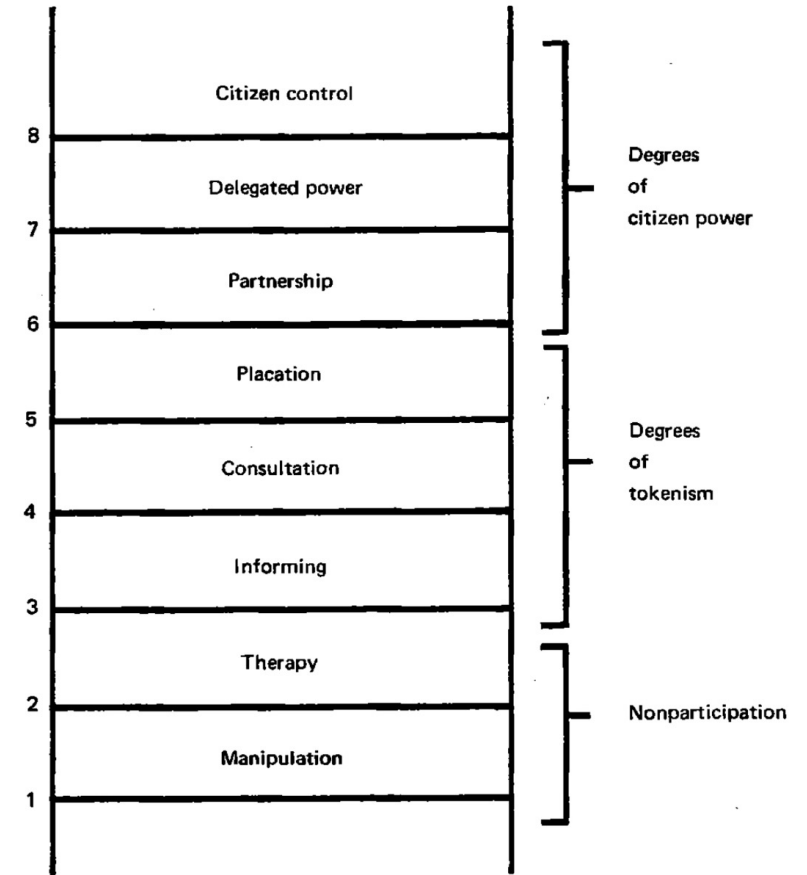 Citizen control
8
Delegated power
7
Partnership
6
Placation
5
Consultation
4
Informing
3
Therapy
2
Manipulation
1
Degrees
of
citizen power
Degrees
of
tokenism
Nonparticipation